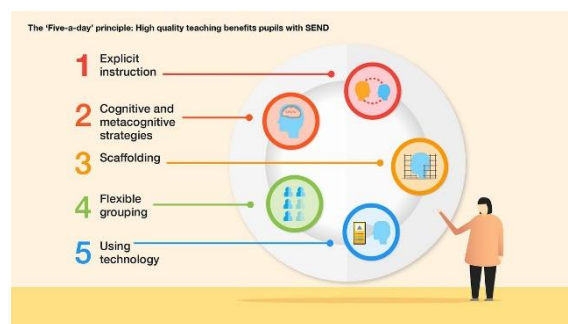 The 'Five-a-day' principle: High quality teaching benefits pupils with SEND
1 Explicit
instruction
2 Cognitive and
metacognitive
strategies
3 Scaffolding
4 Flexible
grouping
5 Using
technology